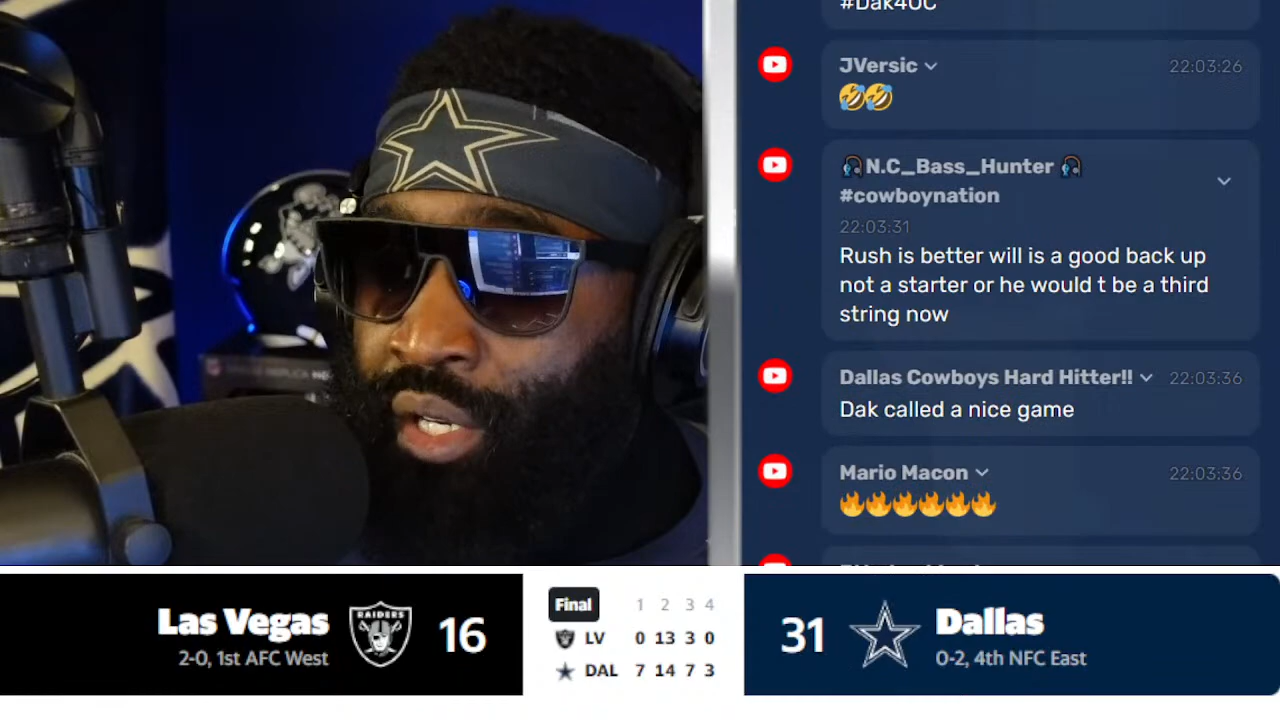 #Dak4OC
JVersic
22:03:26
🤣🤣
🎧N.C_Bass_Hunter 🎧
#cowboynation
22:03:31
Rush is better will is a good back up
not a starter or he would t be a third
string now
Dallas Cowboys Hard Hitter!!
22:03:36
Dak called a nice game
Mario Macon
22:03:36
🔥🔥🔥🔥🔥🔥
Las Vegas
2-0, 1st AFC West
RAIDERS
16
Final
1 2 3 4
LV 0 13 3 0
DAL 7 14 7 3
31
Dallas
0-2, 4th NFC East